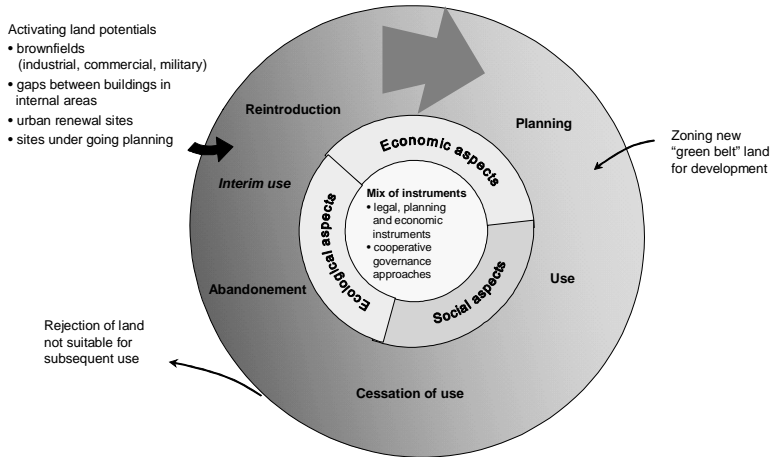 Activating land potentials
• brownfields
(industrial, commercial, military)
• gaps between buildings in
internal areas
• urban renewal sites
• sites under going planning
Reintroduction
Planning
Zoning new
“green belt” land
for development
Interim use
Economic aspects
Mix of instruments
• legal, planning
and economic
instruments
• cooperative
governance
approaches
Ecological aspects
Social aspects
Use
Abandonement
Rejection of land
not suitable for
subsequent use
Cessation of use